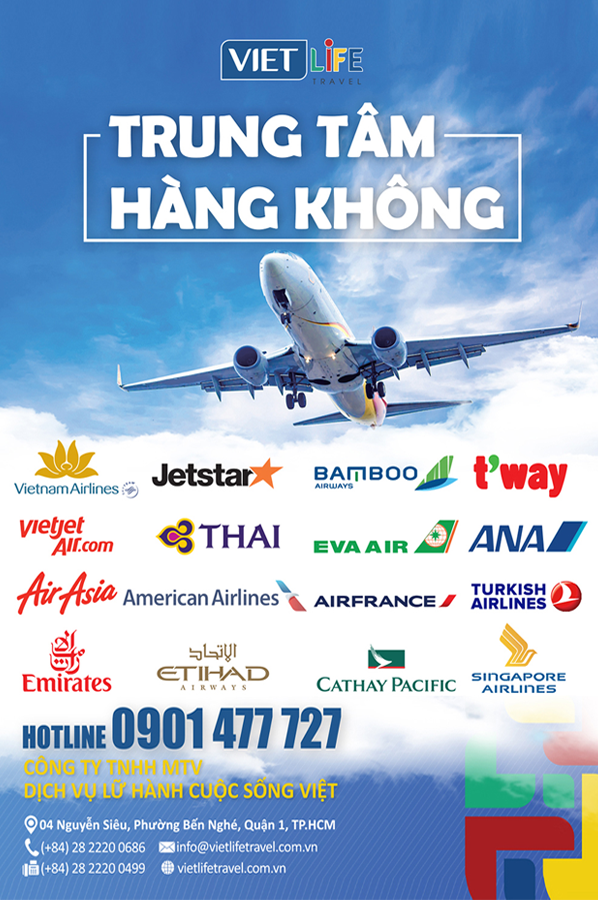 VIET LiFE
TRAVEL
TRUNG TÂM
HÀNG KHÔNG
Vietnam Airlines
Jetstar
BAMBOO
AIRWAYS
t'way
vietjet
Air.com
THAI
EVA AIR
ANA
AirAsia
American Airlines
AIRFRANCE
TURKISH
AIRLINES
Emirates
الإتحاد
ETIHAD
AIRWAYS
CATHAY PACIFIC
SINGAPORE
AIRLINES
HOTLINE 0901 477 727
CÔNG TY TNHH MTV
DỊCH VỤ LỮ HÀNH CUỘC SỐNG VIỆT
04 Nguyễn Siêu, Phường Bến Nghé, Quận 1, TP.HCM
(+84) 28 2220 0686 info@vietlifetravel.com.vn
(+84) 28 2220 0499 vietlifetravel.com.vn